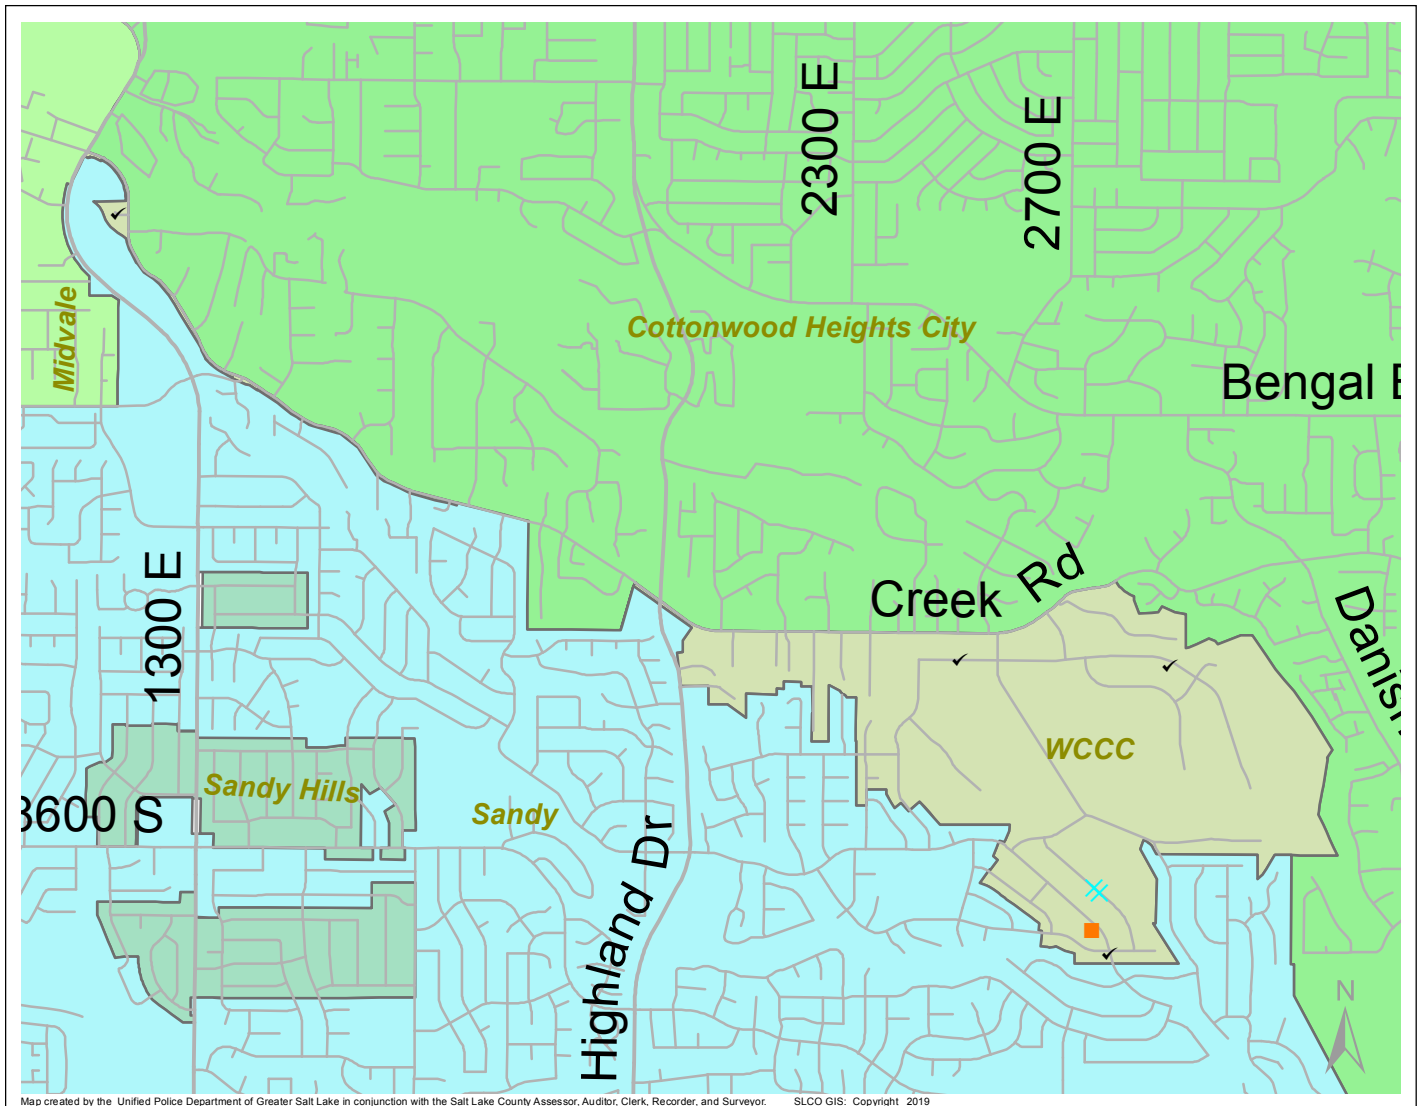 2300 E
2700 E
Midvale
Cottonwood Heights City
Bengal B
1300 E
Creek Rd
Danish
WCCC
Sandy Hills
8600 S
Sandy
Highland Dr
N
Map created by the Unified Police Department of Greater Salt Lake in conjunction with the Salt Lake County Assessor, Auditor, Clerk, Recorder, and Surveyor. SLCO GIS: Copyright 2019